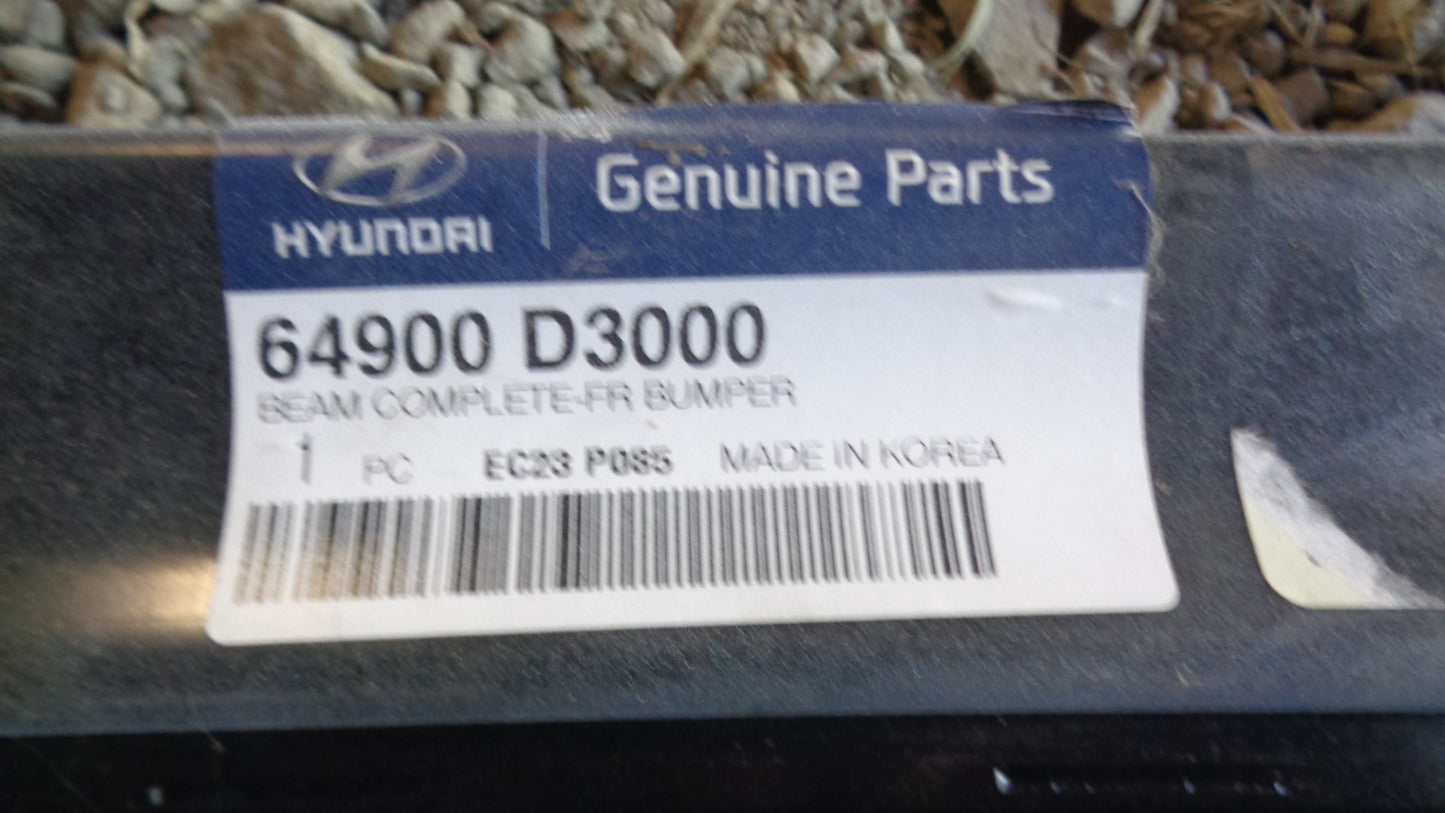 HYUNDAI
Genuine Parts
64900 D3000
BEAM COMPLETE-FR BUMPER
1 PC EC23 P085 MADE IN KOREA